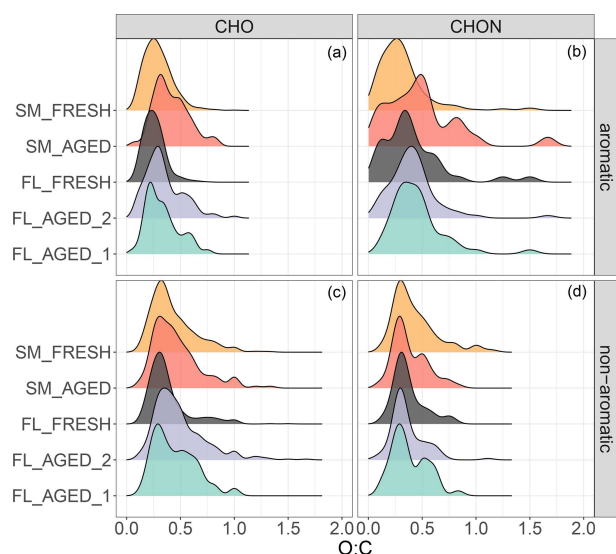 CHO CHON
(a) (b)
SM_FRESH
SM_AGED
FL_FRESH
FL_AGED_2
FL_AGED_1
aromatic
(c) (d)
SM_FRESH
SM_AGED
FL_FRESH
FL_AGED_2
FL_AGED_1
non-aromatic
0.0 0.5 1.0 1.5 2.0 0.0 0.5 1.0 1.5 2.0
O:C